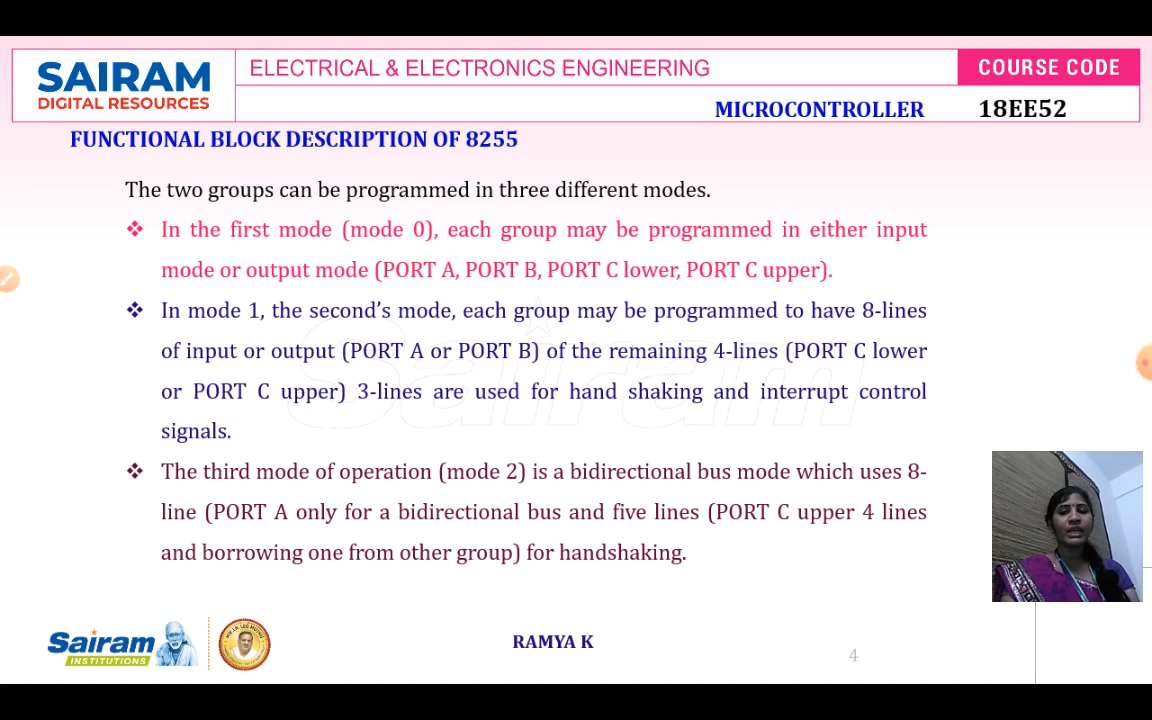 SAIRAM
DIGITAL RESOURCES
ELECTRICAL & ELECTRONICS ENGINEERING
COURSE CODE
MICROCONTROLLER
18EE52
FUNCTIONAL BLOCK DESCRIPTION OF 8255
The two groups can be programmed in three different modes.
❖ In the first mode (mode 0), each group may be programmed in either input
mode or output mode (PORT A, PORT B, PORT C lower, PORT C upper).
❖ In mode 1, the second's mode, each group may be programmed to have 8-lines
of input or output (PORT A or PORT B) of the remaining 4-lines (PORT C lower
or PORT C upper) 3-lines are used for hand shaking and interrupt control
signals.
❖ The third mode of operation (mode 2) is a bidirectional bus mode which uses 8-
line (PORT A only for a bidirectional bus and five lines (PORT C upper 4 lines
and borrowing one from other group) for handshaking.
Sairam
Sairam
INSTITUTIONS
RAMYA K
4